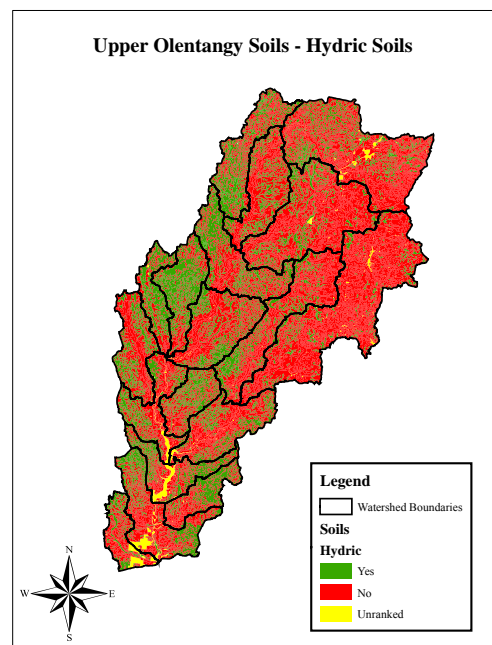 Upper Olentangy Soils - Hydric Soils
Legend
Watershed Boundaries
Soils
Hydric
Yes
No
Unranked
N
W
E
S